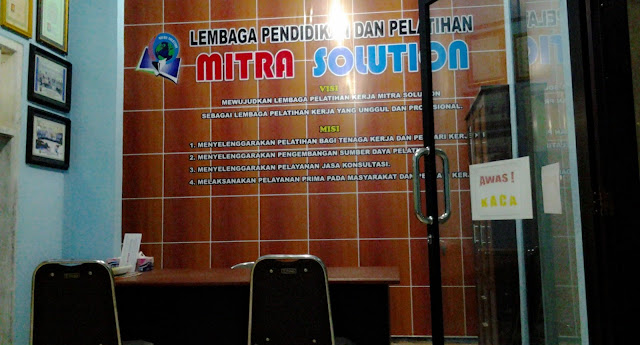 LEMBAGA PENDIDIKAN DAN PELATIHAN
MITRA SOLUTION
VISI
MEWUJUDKAN LEMBAGA PELATIHAN KERJA MITRA SOLUTION
SEBAGAI LEMBAGA PELATIHAN KERJA YANG UNGGUL DAN PROFESIONAL.
MISI
1. MENYELENGGARAKAN PELATIHAN BAGI TENAGA KERJA DAN PENCARI KERJA
2. MENYELENGGARAKAN PENGEMBANGAN SUMBER DAYA
3. MENYELENGGARAKAN PELAYANAN JASA KONSULTASI.
4. MELAKSANAKAN PELAYANAN PRIMA PADA MASYARAKAT DAN
AWAS!
KACA